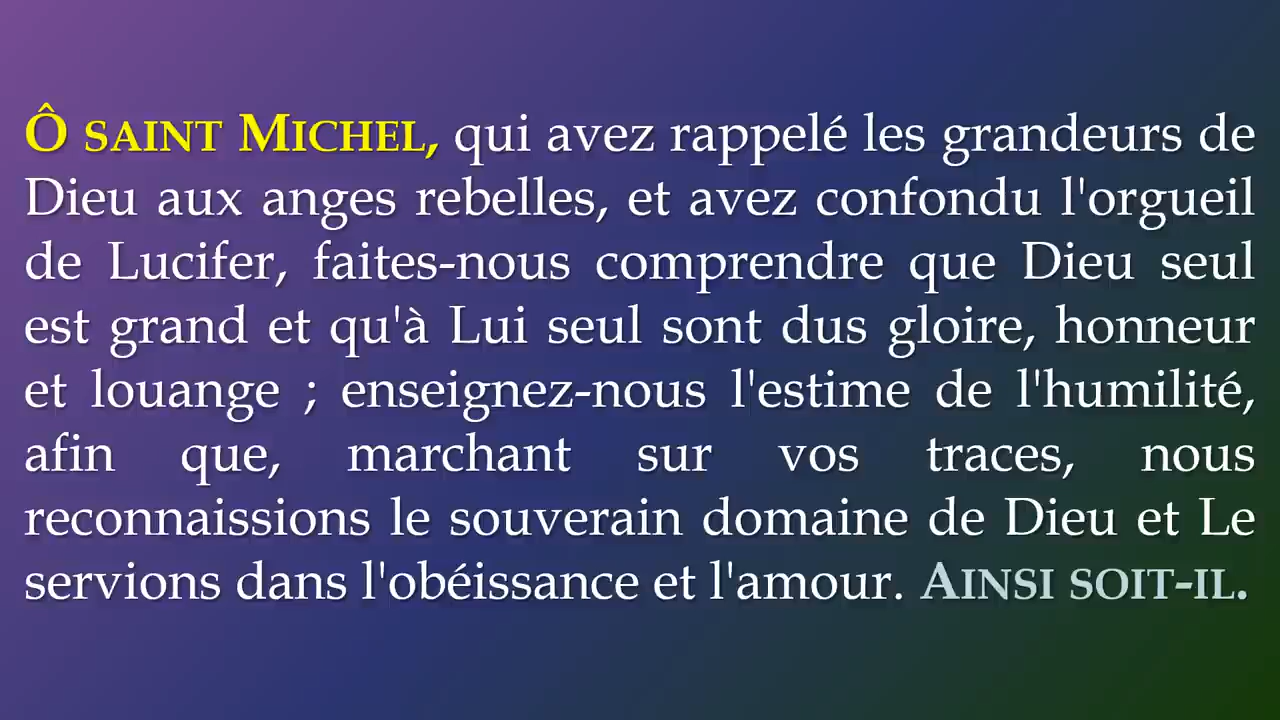 Ô SAINT MICHEL, qui avez rappelé les grandeurs de
Dieu aux anges rebelles, et avez confondu l'orgueil
de Lucifer, faites-nous comprendre que Dieu seul
est grand et qu'à Lui seul sont dus gloire, honneur
et louange ; enseignez-nous l'estime de l'humilité,
afin que, marchant sur vos traces, nous
reconnaissions le souverain domaine de Dieu et Le
servions dans l'obéissance et l'amour. AINSI SOIT-IL.